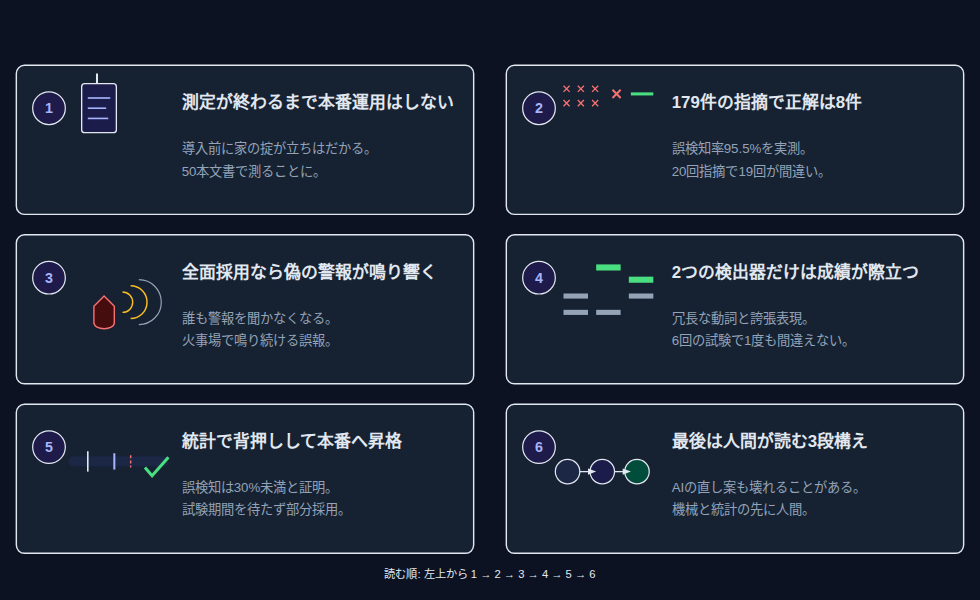 1
測定が終わるまで本番運用はしない
導入前に家の掟が立ちはだかる。
50本文書で測ることに。
2
179件の指摘で正解は8件
誤検知率95.5%を実測。
20回指摘で19回が間違い。
3
全面採用なら偽の警報が鳴り響く
誰も警報を聞かなくなる。
火事場で鳴り続ける誤報。
4
2つの検出器だけは成績が際立つ
冗長な動詞と誇張表現。
6回の試験で1度も間違えない。
5
統計で背押しして本番へ昇格
誤検知は30%未満と証明。
試験期間を待たず部分採用。
6
最後は人間が読む3段構え
AIの直し案も壊れることがある。
機械と統計の先に人間。
読む順: 左上から 1 → 2 → 3 → 4 → 5 → 6